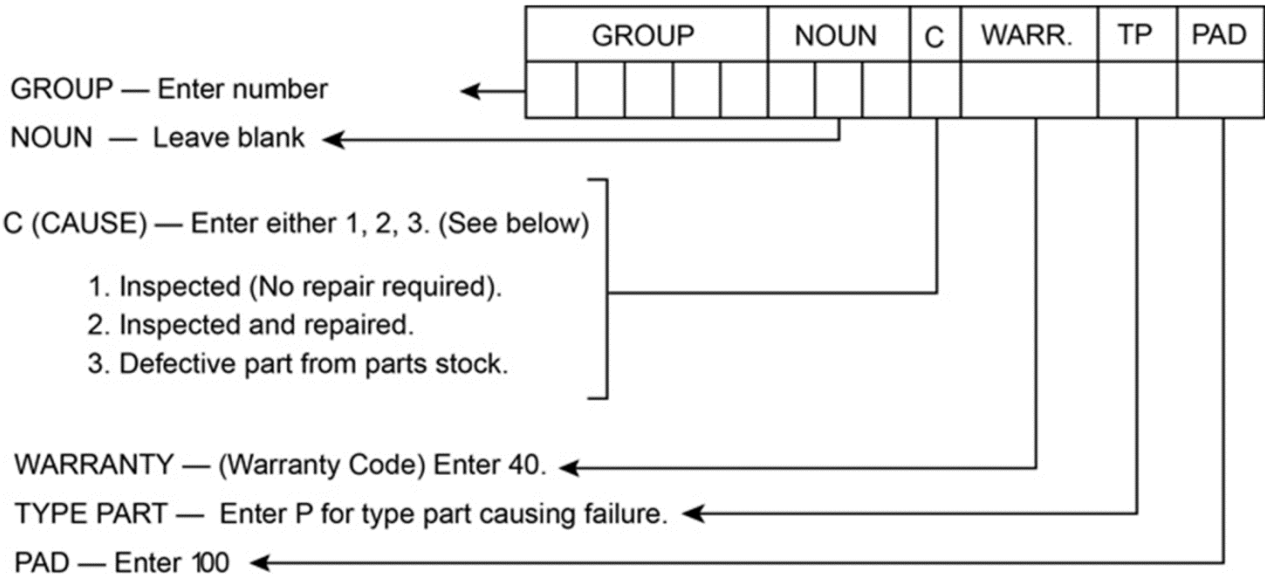 GROUP NOUN C WARR. TP PAD
GROUP — Enter number
NOUN — Leave blank
C (CAUSE) — Enter either 1, 2, 3. (See below)
1. Inspected (No repair required).
2. Inspected and repaired.
3. Defective part from parts stock.
WARRANTY — (Warranty Code) Enter 40.
TYPE PART — Enter P for type part causing failure.
PAD — Enter 100